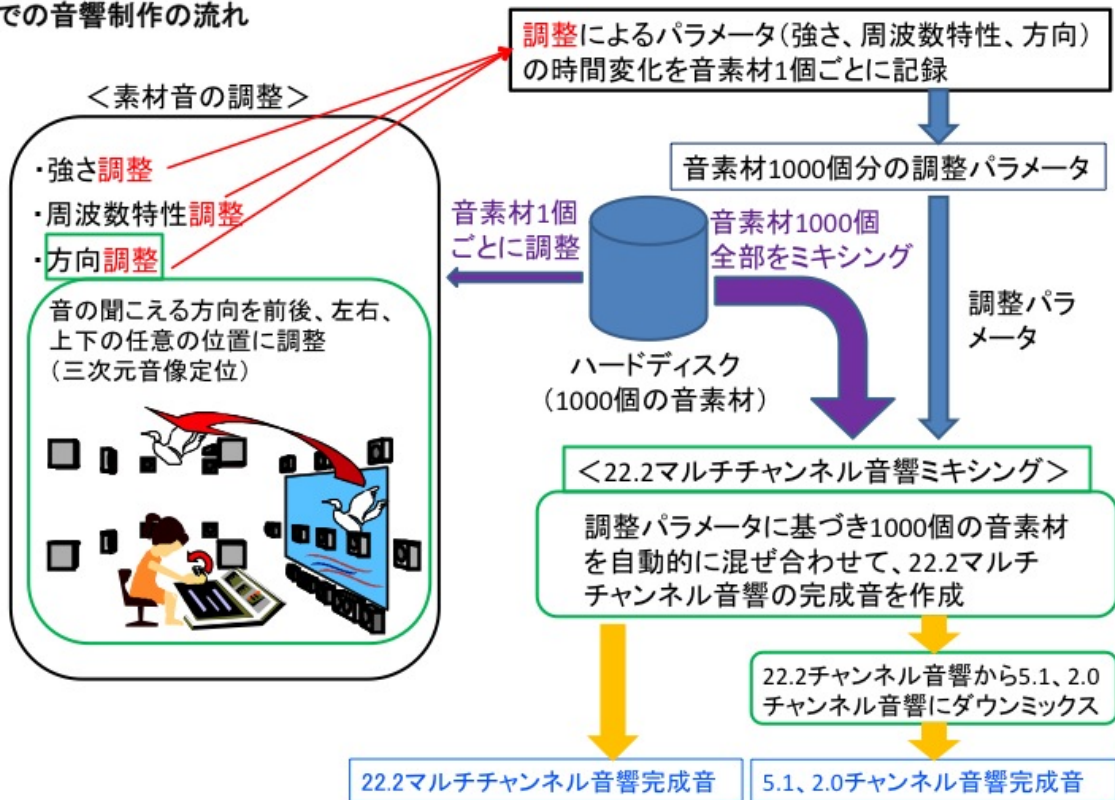 での音響制作の流れ
調整によるパラメータ(強さ、周波数特性、方向)
の時間変化を音素材1個ごとに記録
＜素材音の調整＞
・強さ調整
・周波数特性調整
・方向調整
音の聞こえる方向を前後、左右、
上下の任意の位置に調整
（三次元音像定位）
音素材1個
ごとに調整
音素材1000個
全部をミキシング
ハードディスク
（1000個の音素材）
音素材1000個分の調整パラメータ
調整パラ
メータ
＜22.2マルチチャンネル音響ミキシング＞
調整パラメータに基づき1000個の音素材
を自動的に混ぜ合わせて、22.2マルチ
チャンネル音響の完成音を作成
22.2チャンネル音響から5.1、2.0
チャンネル音響にダウンミックス
22.2マルチチャンネル音響完成音
5.1、2.0チャンネル音響完成音